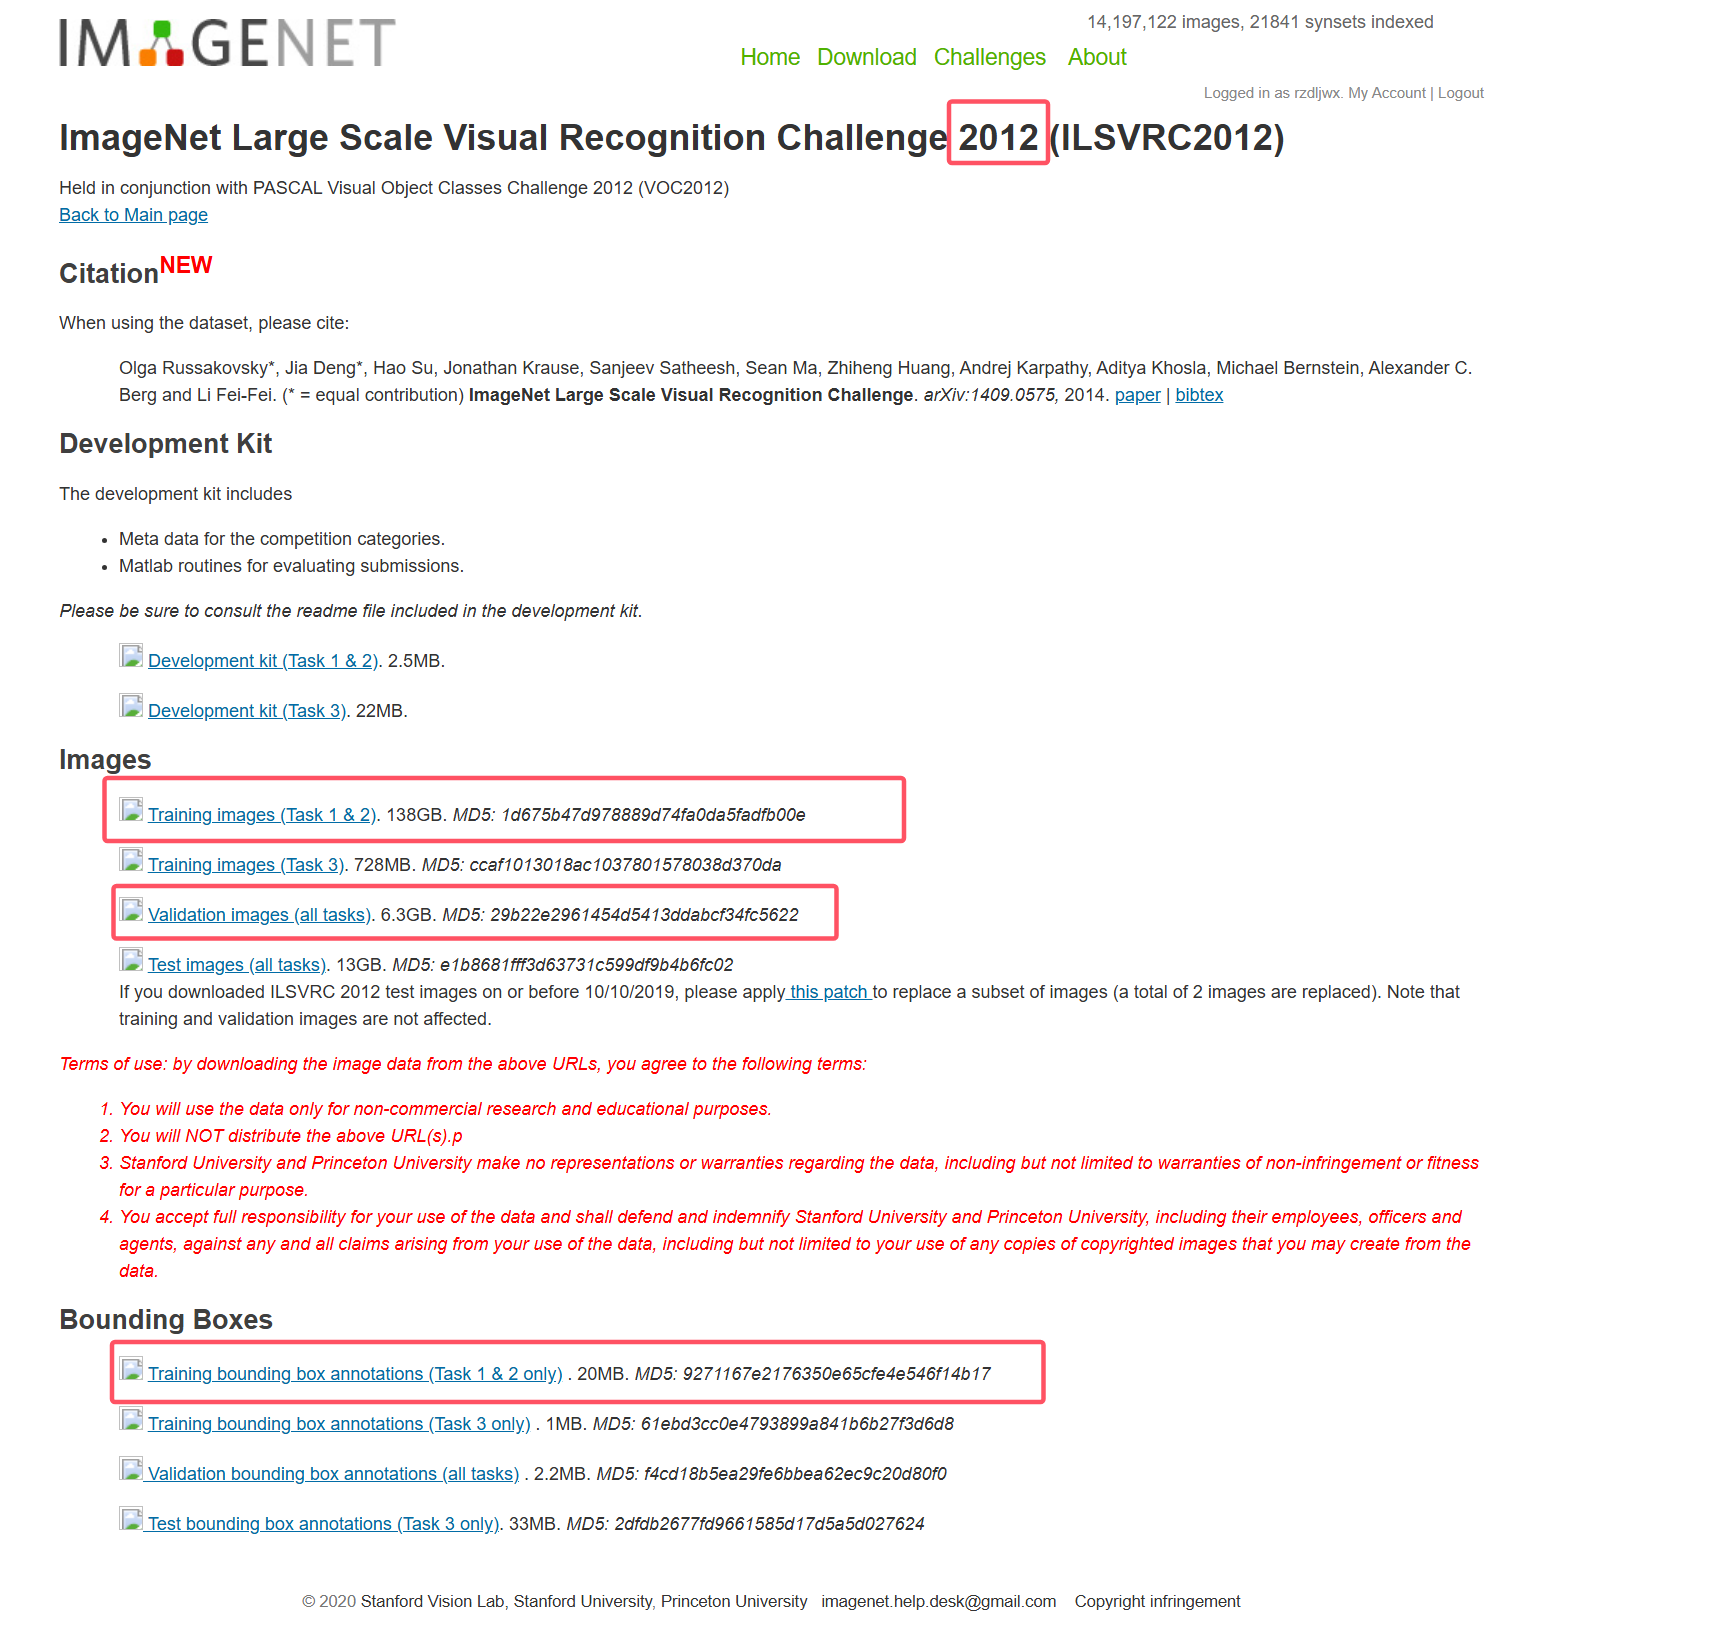 IMAGENET
14,197,122 images, 21841 synsets indexed
Home Download Challenges About
Logged in as rzdljwx. My Account | Logout
ImageNet Large Scale Visual Recognition Challenge 2012 (ILSVRC2012)
Held in conjunction with PASCAL Visual Object Classes Challenge 2012 (VOC2012)
Back to Main page
CitationNEW
When using the dataset, please cite:
Olga Russakovsky*, Jia Deng*, Hao Su, Jonathan Krause, Sanjeev Satheesh, Sean Ma, Zhiheng Huang, Andrej Karpathy, Aditya Khosla, Michael Bernstein, Alexander C.
Berg and Li Fei-Fei. (* = equal contribution) ImageNet Large Scale Visual Recognition Challenge. arXiv:1409.0575, 2014. paper | bibtex
Development Kit
The development kit includes
• Meta data for the competition categories.
• Matlab routines for evaluating submissions.
Please be sure to consult the readme file included in the development kit.
Development kit (Task 1 & 2). 2.5MB.
Development kit (Task 3). 22MB.
Images
Training images (Task 1 & 2). 138GB. MD5: 1d675b47d978889d74fa0da5fadfb00e
Training images (Task 3). 728MB. MD5: ccaf1013018ac1037801578038d370da
Validation images (all tasks). 6.3GB. MD5: 29b22e2961454d5413ddabcf34fc5622
Test images (all tasks). 13GB. MD5: e1b8681fff3d63731c599df9b4b6fc02
If you downloaded ILSVRC 2012 test images on or before 10/10/2019, please apply this patch to replace a subset of images (a total of 2 images are replaced). Note that
training and validation images are not affected.
Terms of use: by downloading the image data from the above URLs, you agree to the following terms:
1. You will use the data only for non-commercial research and educational purposes.
2. You will NOT distribute the above URL(s).p
3. Stanford University and Princeton University make no representations or warranties regarding the data, including but not limited to warranties of non-infringement or fitness
for a particular purpose.
4. You accept full responsibility for your use of the data and shall defend and indemnify Stanford University and Princeton University, including their employees, officers and
agents, against any and all claims arising from your use of the data, including but not limited to your use of any copies of copyrighted images that you may create from the
data.
Bounding Boxes
Training bounding box annotations (Task 1 & 2 only) . 20MB. MD5: 9271167e2176350e65cfe4e546f14b17
Training bounding box annotations (Task 3 only) . 1MB. MD5: 61ebd3cc0e4793899a841b6b27f3d6d8
Validation bounding box annotations (all tasks) . 2.2MB. MD5: f4cd18b5ea29fe6bbea62ec9c20d80f0
Test bounding box annotations (Task 3 only). 33MB. MD5: 2dfdb2677fd9661585d17d5a5d027624
© 2020 Stanford Vision Lab, Stanford University, Princeton University imagenet.help.desk@gmail.com Copyright infringement